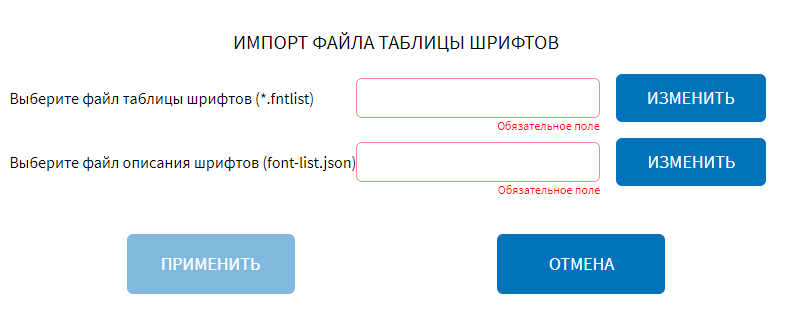 ИМПОРТ ФАЙЛА ТАБЛИЦЫ ШРИФТОВ
Выберите файл таблицы шрифтов (*.fntlist)
ИЗМЕНИТЬ
Обязательное поле
Выберите файл описания шрифтов (font-list.json)
ИЗМЕНИТЬ
Обязательное поле
ПРИМЕНИТЬ
ОТМЕНА